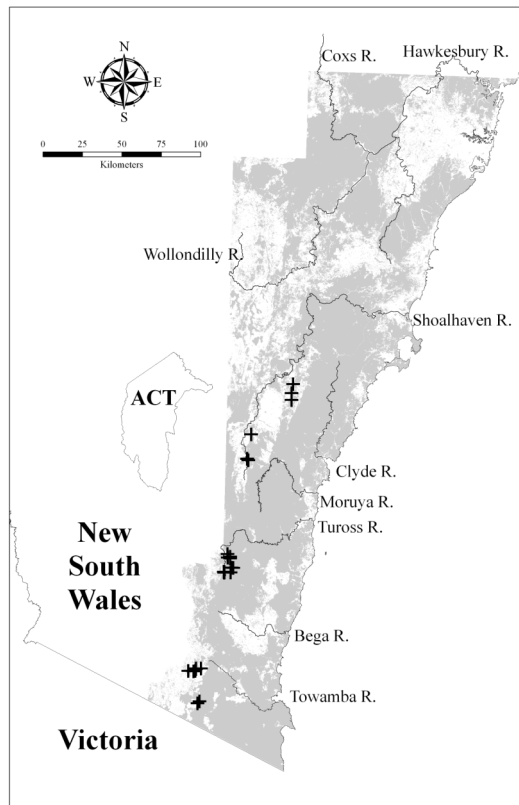 Coxs R.
Hawkesbury R.
N
W
E
S
0 25 50 75 100
Kilometers
Wollondilly R.
Shoalhaven R.
ACT
Clyde R.
Moruya R.
Tuross R.
New
South
Wales
Bega R.
Towamba R.
Victoria